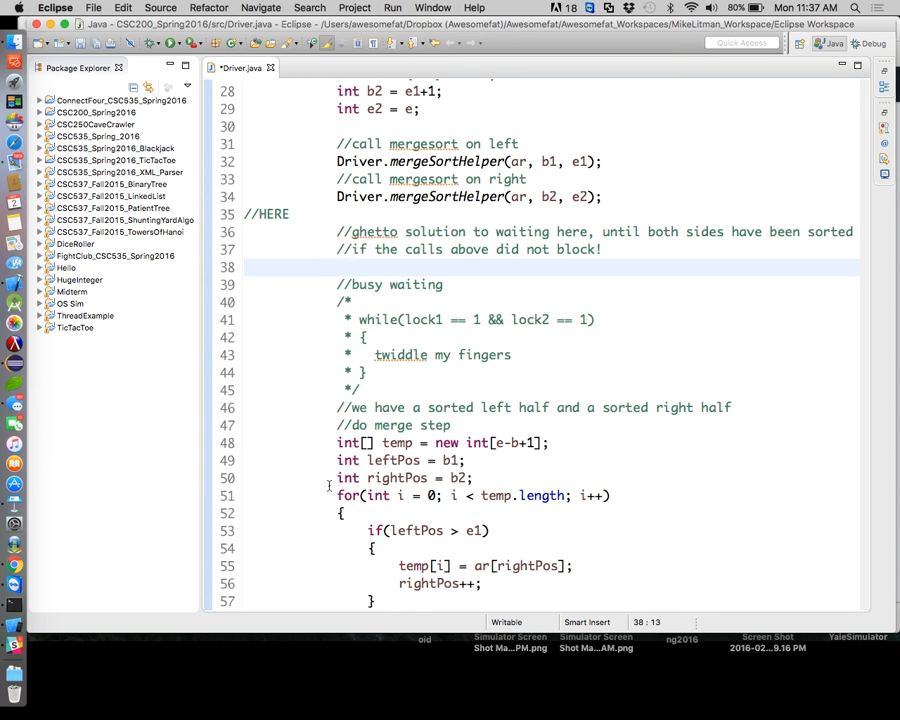 Eclipse File Edit Source Refactor Navigate Search Project Run Window Help 18 80% Mon 11:37 AM
Java - CSC200_Spring2016/src/Driver.java - Eclipse - /Users/awesomefat/Dropbox (Awesomefat)/Awesomefat_Workspaces/MikeLitman_Workspace/Eclipse Workspace
Quick Access Java Debug
Package Explorer
*Driver.java
ConnectFour_CSC535_Spring2016
CSC200_Spring_2016
CSC250CaveCrawler
CSC535_Spring_2016
CSC535_Spring2016_Blackjack
CSC535_Spring2016_TicTacToe
CSC535_Spring2016_XML_Parser
CSC537_Fall2015_BinaryTree
CSC537_Fall2015_LinkedList
CSC537_Fall2015_PatientTree
CSC537_Fall2015_ShuntingYardAlgo
CSC537_Fall2015_TowersOfHanoi
DiceRoller
FightClub_CSC535_Spring2016
Hello
HugeInteger
Midterm
OS Sim
ThreadExample
TicTacToe
28 int b2 = e1+1;
29 int e2 = e;
30
31 //call mergesort on left
32 Driver.mergeSortHelper(ar, b1, e1);
33 //call mergesort on right
34 Driver.mergeSortHelper(ar, b2, e2);
35 //HERE
36 //ghetto solution to waiting here, until both sides have been sorted
37 //if the calls above did not block!
38
39 //busy waiting
40 /*
41 * while(lock1 == 1 && lock2 == 1)
42 * {
43 * twiddle my fingers
44 * }
45 */
46 //we have a sorted left half and a sorted right half
47 //do merge step
48 int[] temp = new int[e-b+1];
49 int leftPos = b1;
50 int rightPos = b2;
51 for(int i = 0; i < temp.length; i++)
52 {
53 if(leftPos > e1)
54 {
55 temp[i] = ar[rightPos];
56 rightPos++;
57 }
Writable Smart Insert 38 : 13
oid Simulator Screen Simulator Screen ng2016 Screen Shot YaleSimulator
Shot Ma...PM.png Shot Ma...AM.png 2016-02...9.16 PM